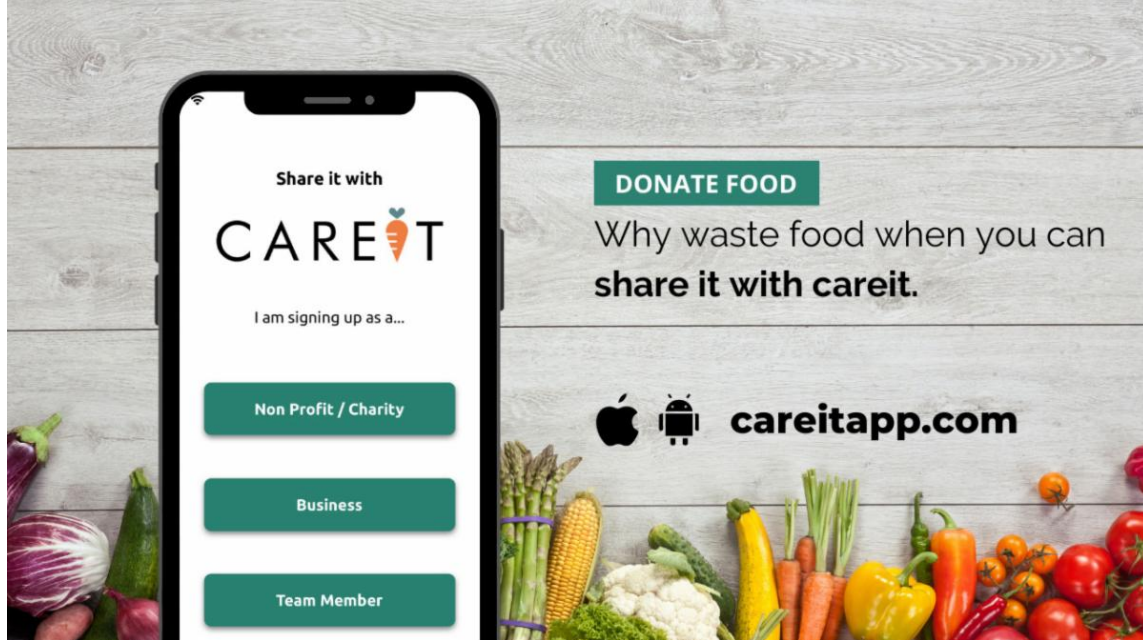 Share it with
CAREIT
I am signing up as a...
Non Profit / Charity
Business
Team Member
DONATE FOOD
Why waste food when you can
share it with careit.
careitapp.com